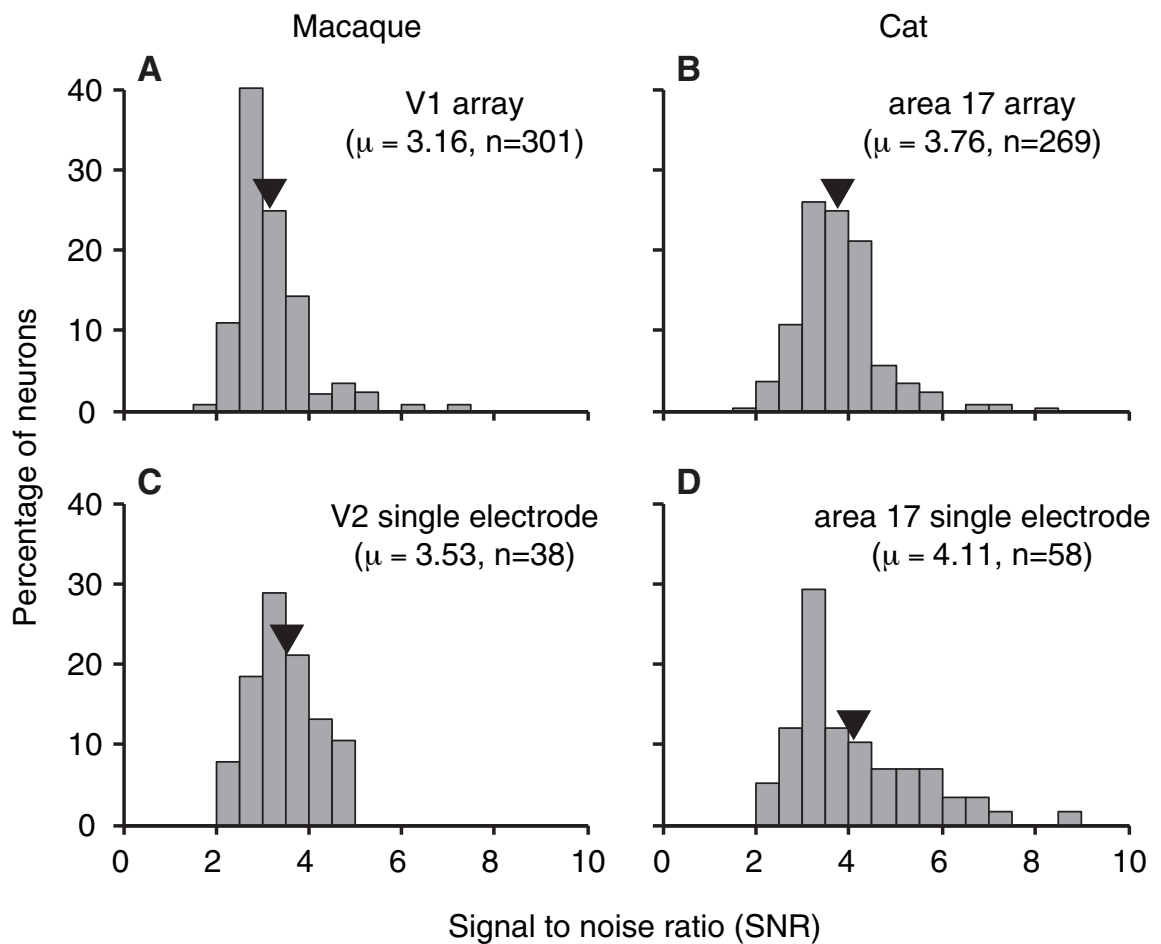 Macaque
Cat
A
V1 array
(μ = 3.16, n=301)
40
30
20
10
0
B
area 17 array
(μ = 3.76, n=269)
Percentage of neurons
C
V2 single electrode
(μ = 3.53, n=38)
40
30
20
10
0
0 2 4 6 8 10
D
area 17 single electrode
(μ = 4.11, n=58)
0 2 4 6 8 10
Signal to noise ratio (SNR)